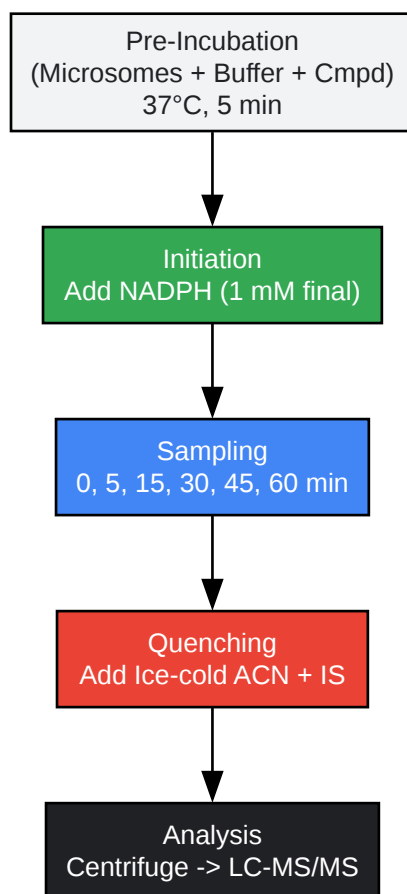 Pre-Incubation
(Microsomes + Buffer + Cmpd)
37°C, 5 min
Initiation
Add NADPH (1 mM final)
Sampling
0, 5, 15, 30, 45, 60 min
Quenching
Add Ice-cold ACN + IS
Analysis
Centrifuge -> LC-MS/MS